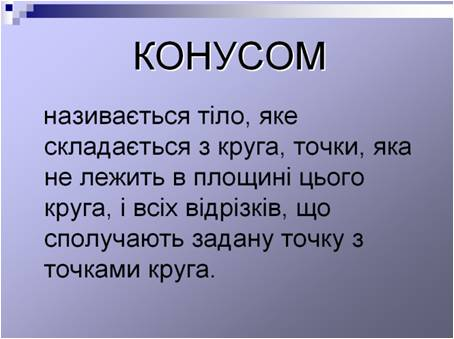 КОНУСОМ
називається тіло, яке
складається з круга, точки, яка
не лежить в площині цього
круга, і всіх відрізків, що
сполучають задану точку з
точками круга.